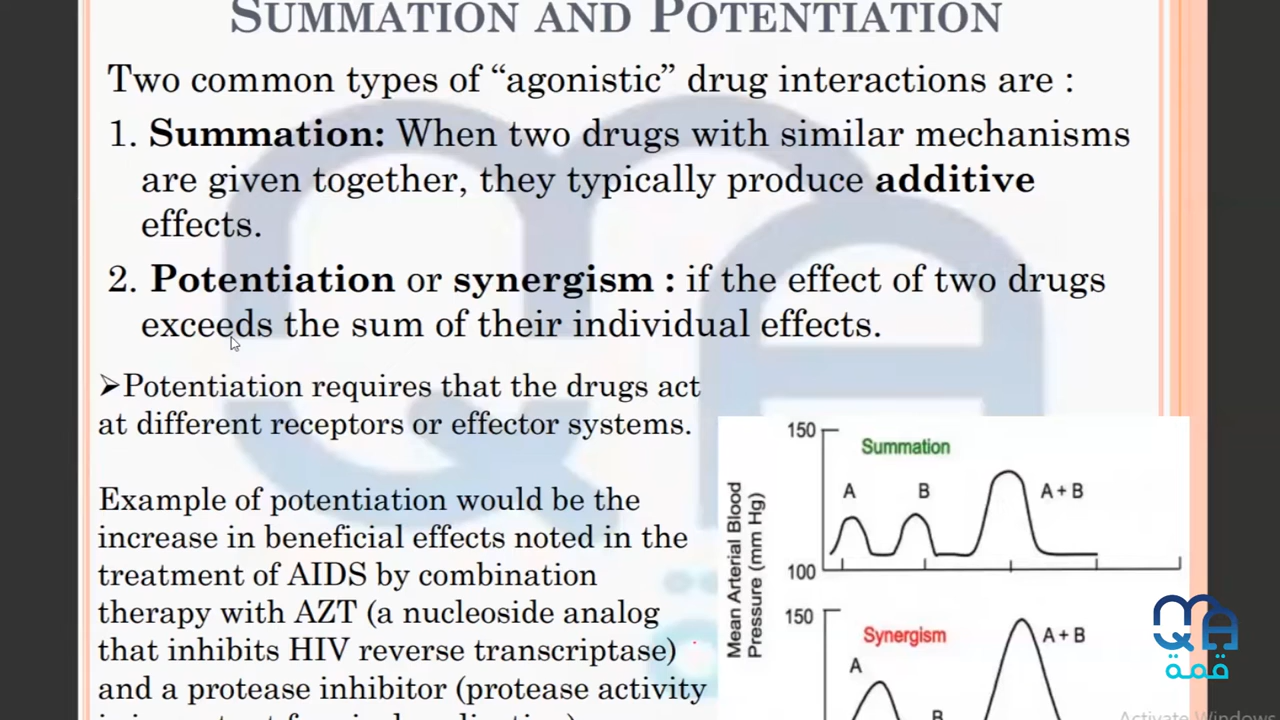 SUMMATION AND POTENTIATION
Two common types of “agonistic” drug interactions are :
1. Summation: When two drugs with similar mechanisms
are given together, they typically produce additive
effects.
2. Potentiation or synergism : if the effect of two drugs
exceeds the sum of their individual effects.
➢Potentiation requires that the drugs act
at different receptors or effector systems.
Example of potentiation would be the
increase in beneficial effects noted in the
treatment of AIDS by combination
therapy with AZT (a nucleoside analog
that inhibits HIV reverse transcriptase)
and a protease inhibitor (protease activity
Mean Arterial Blood
Pressure (mm Hg)
150
Summation
A
B
A + B
100
150
Synergism
A + B
A
B
قمة
Activate Windows